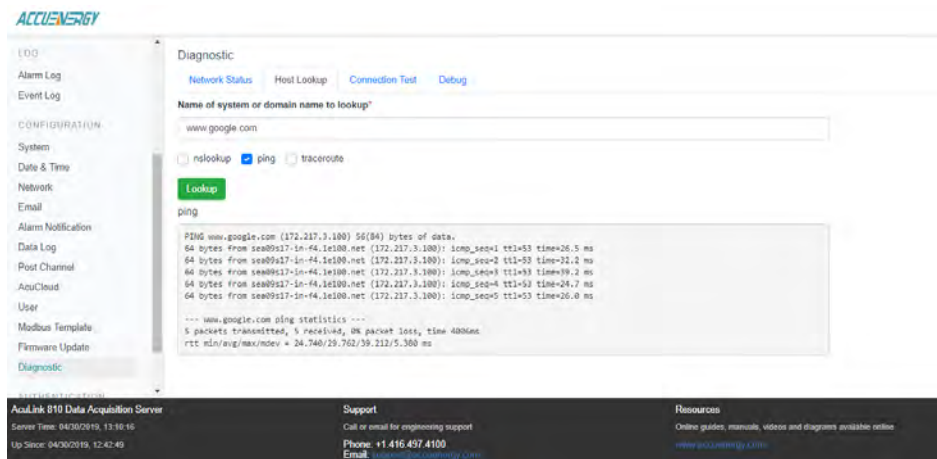 ACCUENERGY
LOG
Alarm Log
Event Log
CONFIGURATION
System
Date & Time
Network
Email
Alarm Notification
Data Log
Post Channel
AcuCloud
User
Modbus Template
Firmware Update
Diagnostic
AUTHENTICATION
Diagnostic
Network Status Host Lookup Connection Test Debug
Name of system or domain name to lookup*
www.google.com
nslookup ping traceroute
Lookup
ping
PING www.google.com (172.217.3.100) 56(84) bytes of data.
64 bytes from sea09s17-in-f4.1e100.net (172.217.3.100): icmp_seq=1 ttl=53 time=26.5 ms
64 bytes from sea09s17-in-f4.1e100.net (172.217.3.100): icmp_seq=2 ttl=53 time=32.2 ms
64 bytes from sea09s17-in-f4.1e100.net (172.217.3.100): icmp_seq=3 ttl=53 time=39.2 ms
64 bytes from sea09s17-in-f4.1e100.net (172.217.3.100): icmp_seq=4 ttl=53 time=24.7 ms
64 bytes from sea09s17-in-f4.1e100.net (172.217.3.100): icmp_seq=5 ttl=53 time=26.0 ms
--- www.google.com ping statistics ---
5 packets transmitted, 5 received, 0% packet loss, time 4006ms
rtt min/avg/max/mdev = 24.740/29.762/39.212/5.380 ms
AcuLink 810 Data Acquisition Server
Server Time: 04/30/2019, 13:10:16
Up Since: 04/30/2019, 12:42:49
Support
Call or email for engineering support
Phone: +1.416.497.4100
Email: support@accuenergy.com
Resources
Online guides, manuals, videos and diagrams available online
www.accuenergy.com